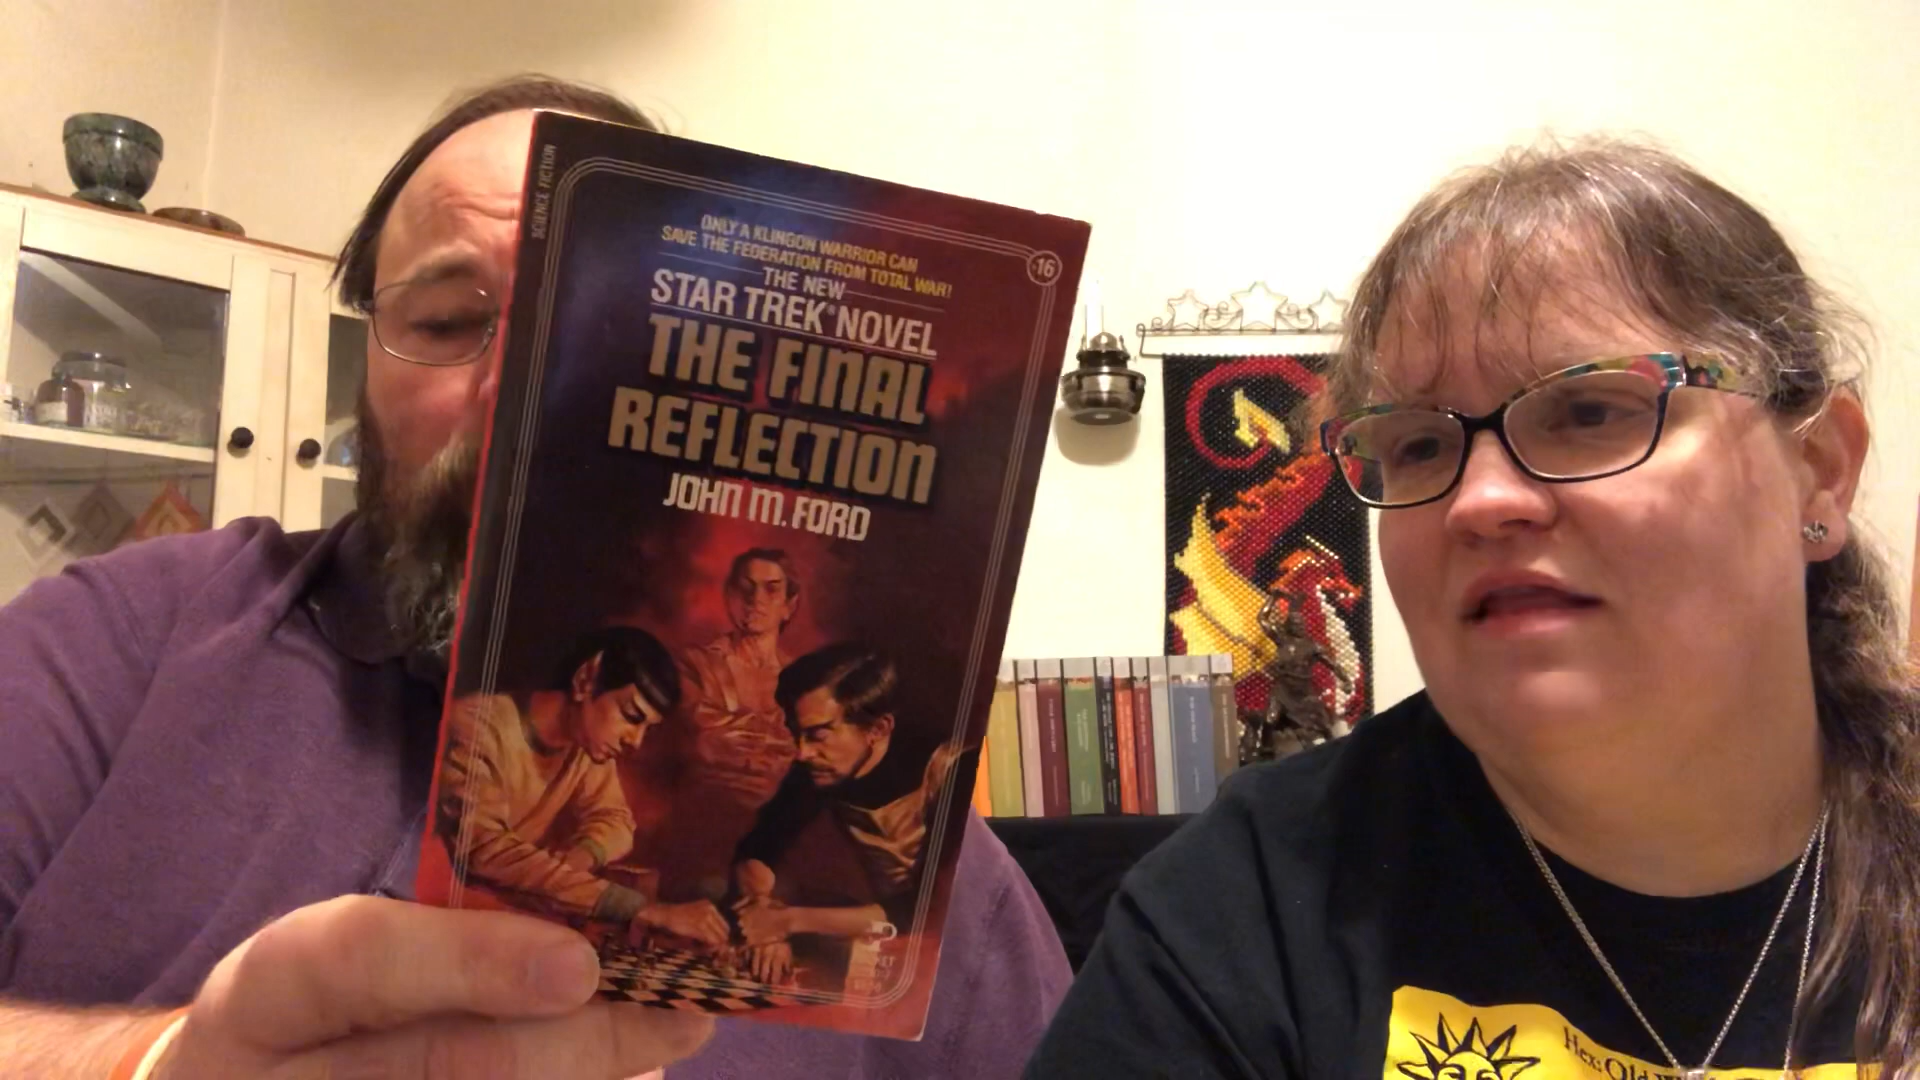 SCIENCE FICTION
16
ONLY A KLINGON WARRIOR CAN
SAVE THE FEDERATION FROM TOTAL WAR!
THE NEW
STAR TREK® NOVEL
THE FINAL
REFLECTION
JOHN M. FORD
Hex: Old